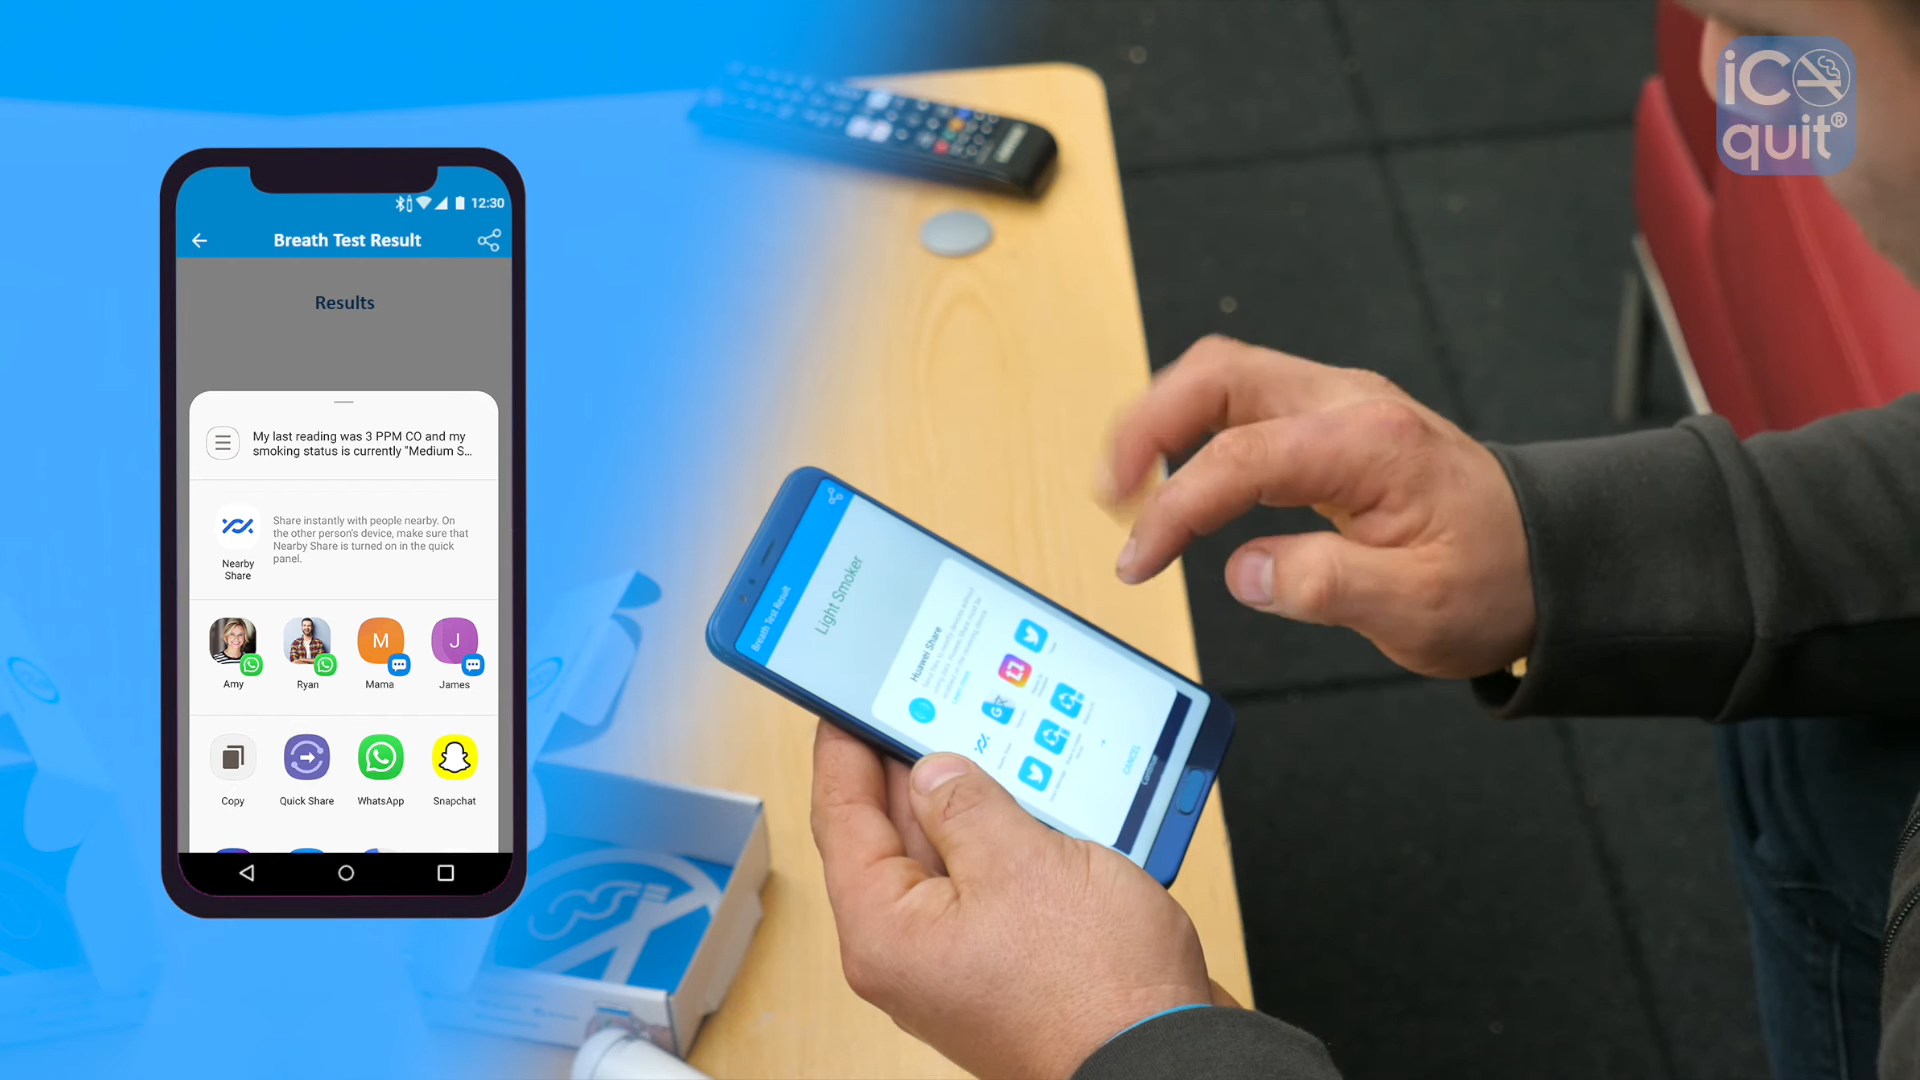 12:30
Breath Test Result
Results
My last reading was 3 PPM CO and my
smoking status is currently "Medium S...
Share instantly with people nearby. On
the other person's device, make sure that
Nearby Share is turned on in the quick
panel.
Nearby
Share
M
J
Amy
Ryan
Mama
James
Copy
Quick Share
WhatsApp
Snapchat
Breath Test Result
Light Smoker
Huawei Share
CANCEL
iC
quit®